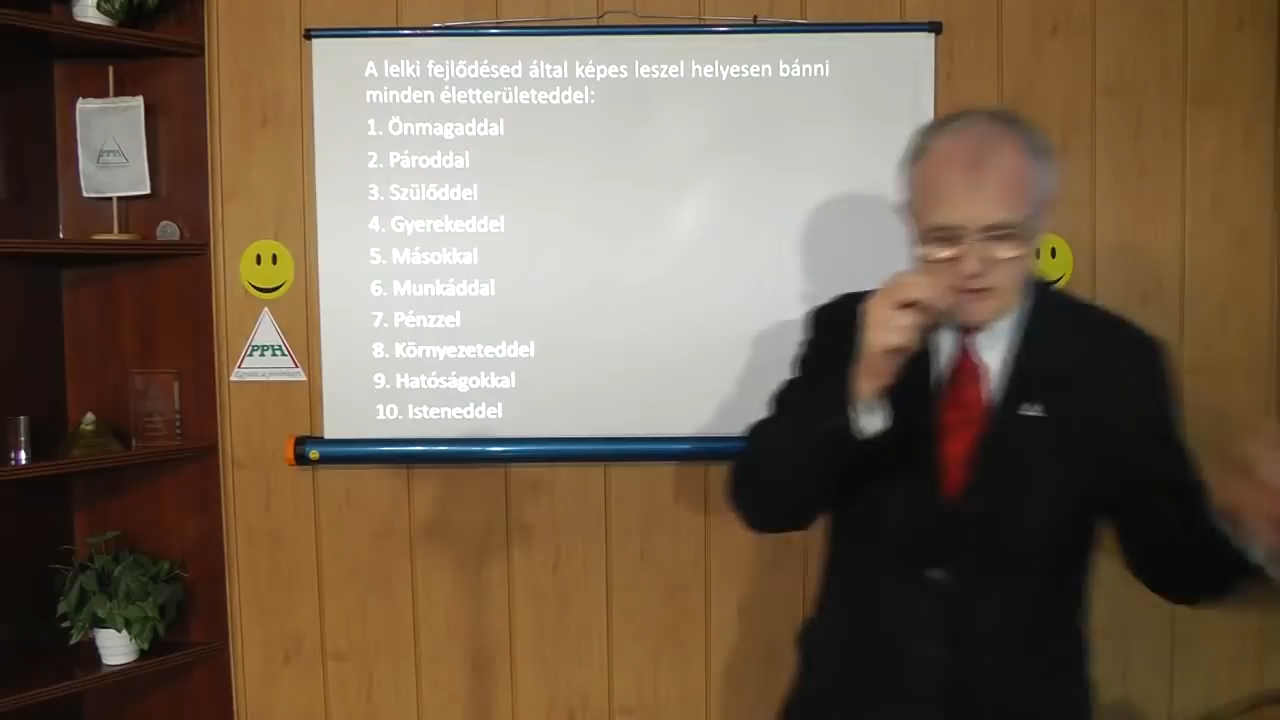 A lelki fejlődésed által képes leszel helyesen bánni
minden életterületeddel:
1. Önmagaddal
2. Pároddal
3. Szülőddel
4. Gyerekeddel
5. Másokkal
6. Munkáddal
7. Pénzzel
8. Környezeteddel
9. Hatóságokkal
10. Isteneddel
PPH